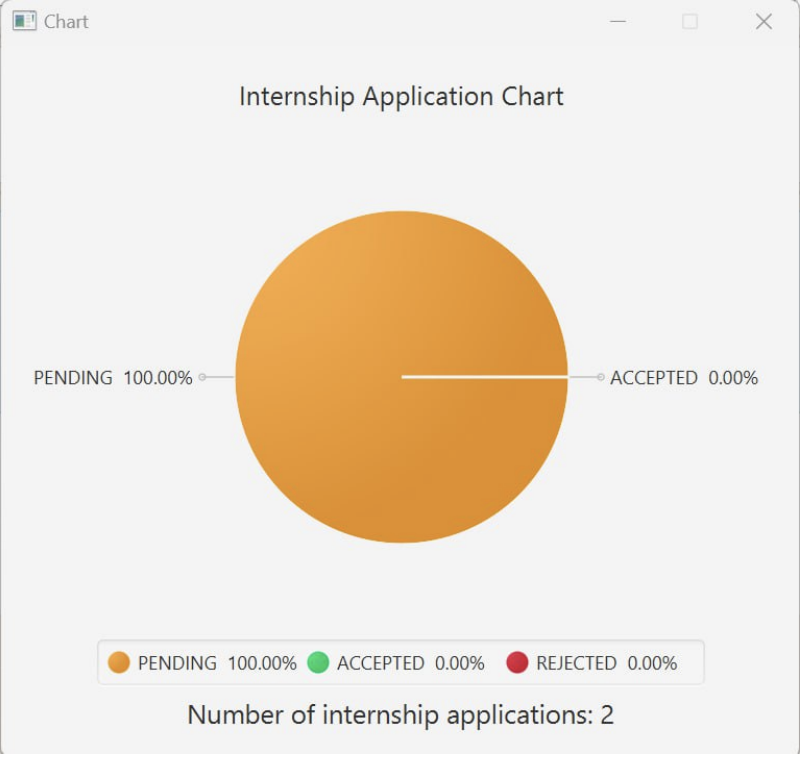 Chart
Internship Application Chart
PENDING 100.00%
ACCEPTED 0.00%
PENDING 100.00% ACCEPTED 0.00% REJECTED 0.00%
Number of internship applications: 2